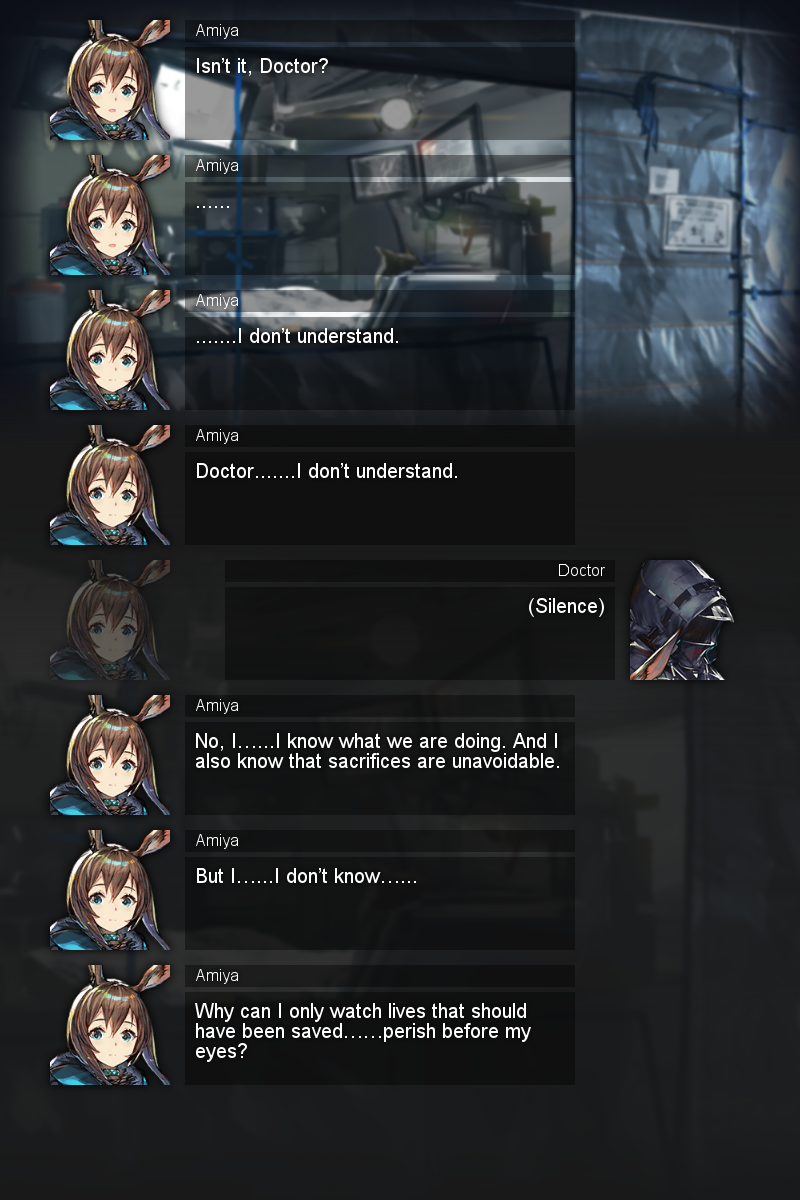 Amiya
Isn't it, Doctor?
Amiya
……
Amiya
.……I don't understand.
Amiya
Doctor.……I don't understand.
Doctor
(Silence)
Amiya
No, I……I know what we are doing. And I
also know that sacrifices are unavoidable.
Amiya
But I……I don't know……
Amiya
Why can I only watch lives that should
have been saved……perish before my
eyes?